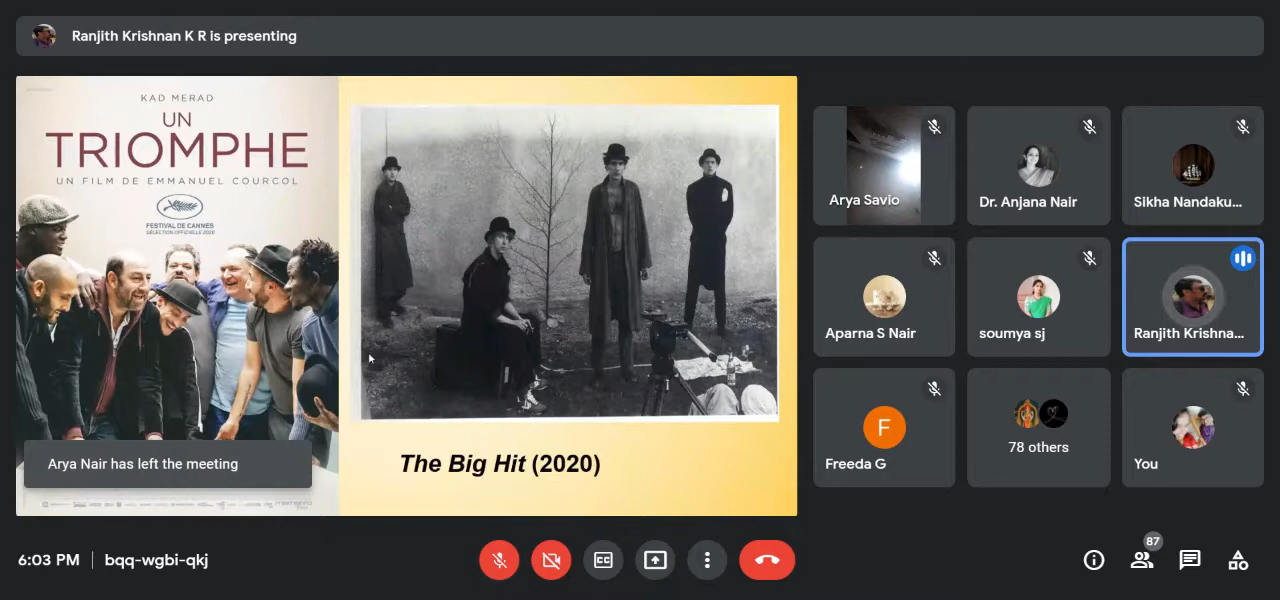 Ranjith Krishnan K R is presenting
KAD MERAD
UN
TRIOMPHE
UN FILM DE EMMANUEL COURCOL
FESTIVAL DE CANNES
SÉLECTION OFFICIELLE 2020
Arya Nair has left the meeting
The Big Hit (2020)
Arya Savio
Dr. Anjana Nair
Sikha Nandaku...
Aparna S Nair
soumya sj
Ranjith Krishna...
F
Freeda G
78 others
You
6:03 PM | bqq-wgbi-qkj
CC
87